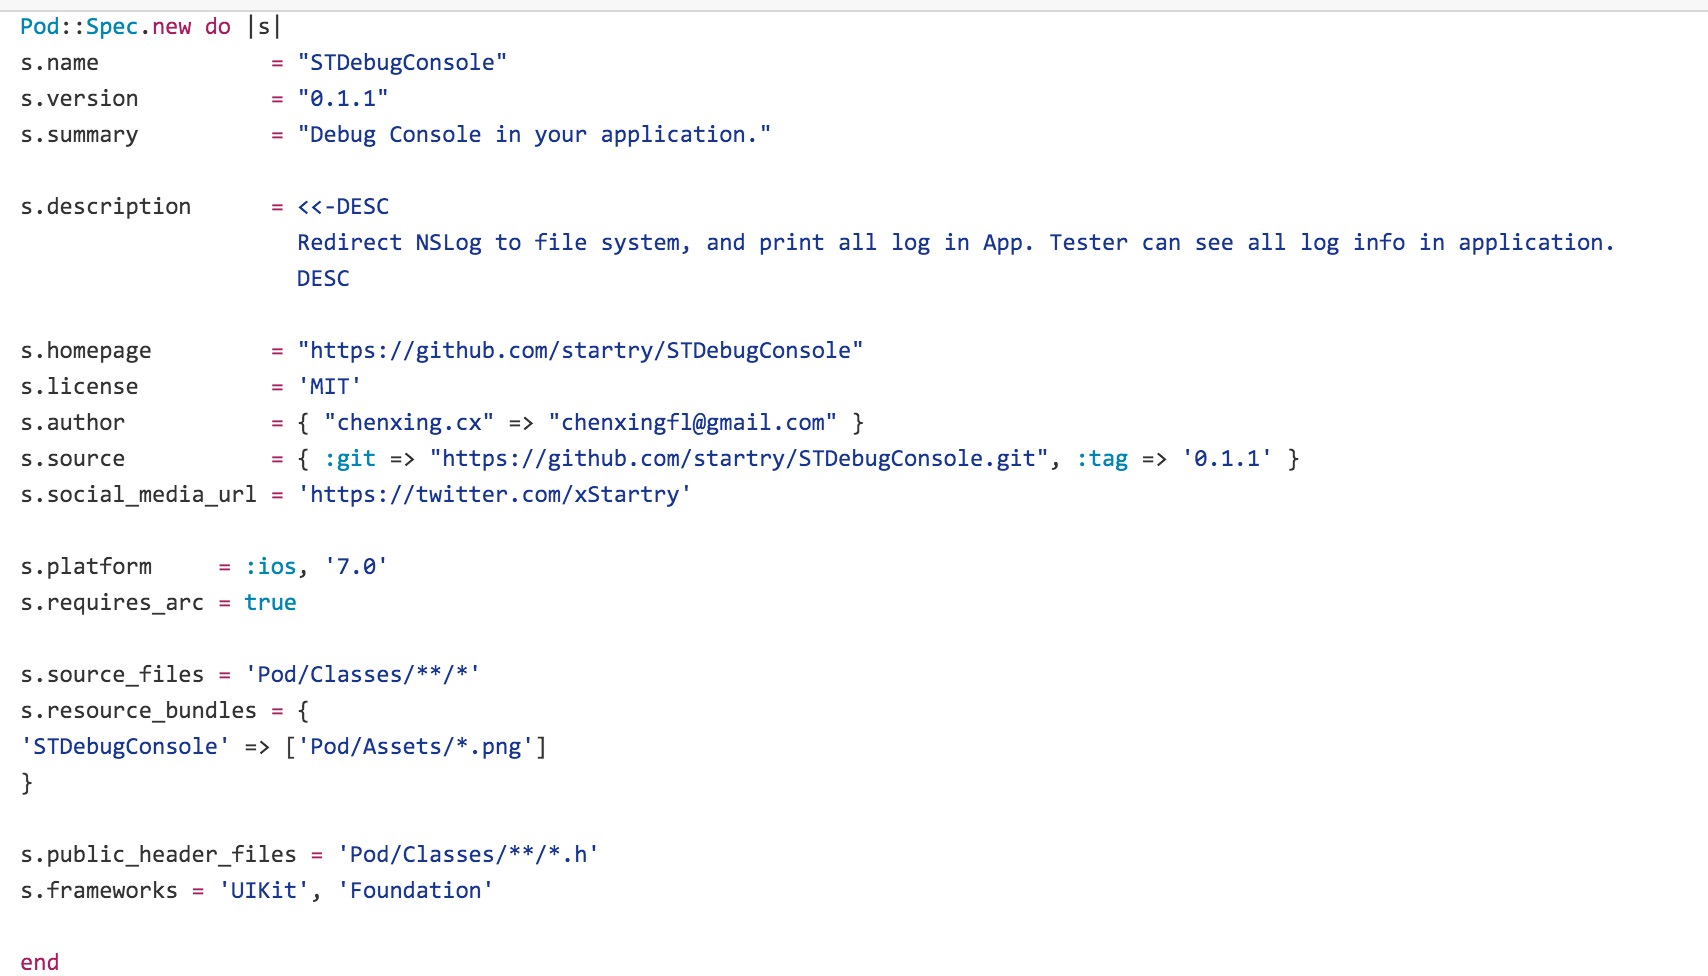 Pod::Spec.new do |s|
s.name             = "STDebugConsole"
s.version          = "0.1.1"
s.summary          = "Debug Console in your application."
s.description      = <<-DESC
                     Redirect NSLog to file system, and print all log in App. Tester can see all log info in application.
                     DESC
s.homepage         = "https://github.com/startry/STDebugConsole"
s.license          = 'MIT'
s.author           = { "chenxing.cx" => "chenxingfl@gmail.com" }
s.source           = { :git => "https://github.com/startry/STDebugConsole.git", :tag => '0.1.1' }
s.social_media_url = 'https://twitter.com/xStartry'
s.platform     = :ios, '7.0'
s.requires_arc = true
s.source_files = 'Pod/Classes/**/*'
s.resource_bundles = {
'STDebugConsole' => ['Pod/Assets/*.png']
}
s.public_header_files = 'Pod/Classes/**/*.h'
s.frameworks = 'UIKit', 'Foundation'
end